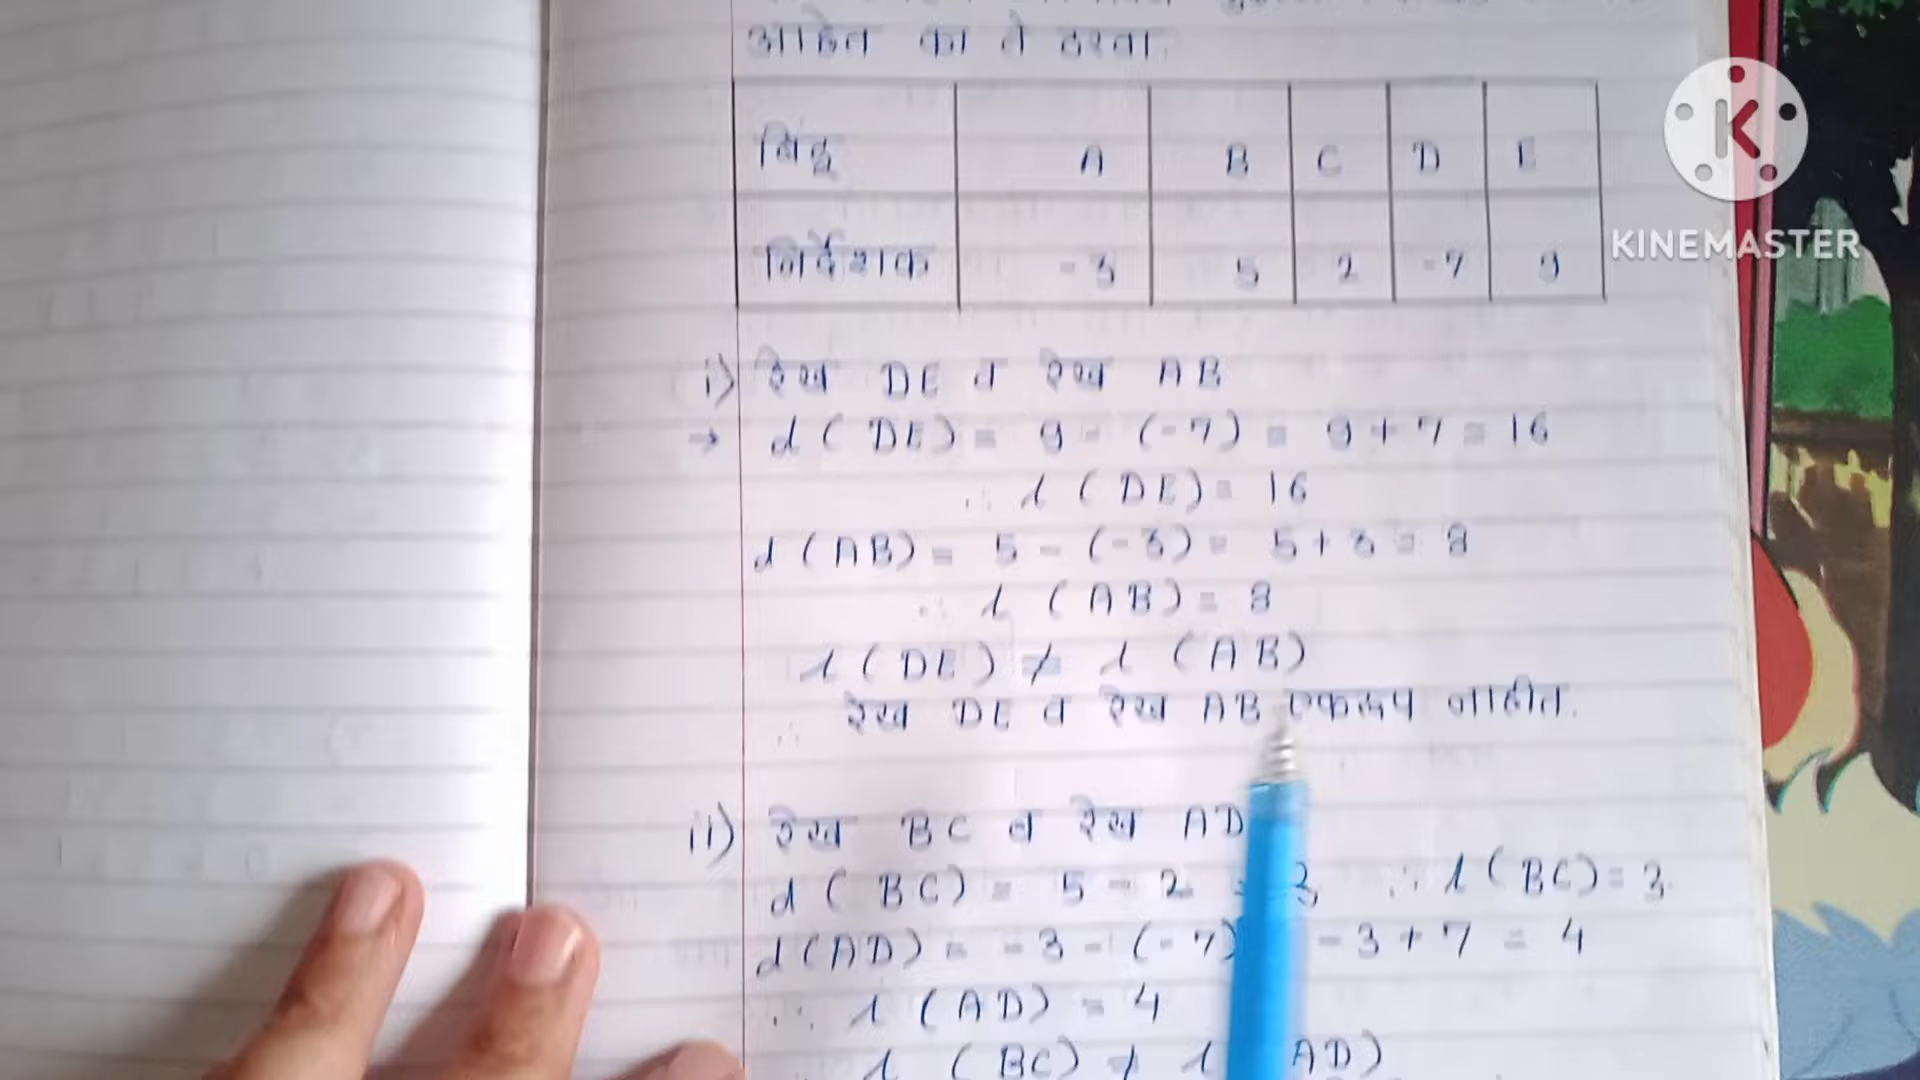 आहेत का ते ठरवा.
बिंदू A B C D E
निर्देशक -3 5 2 -7 9
KINEMASTER
i) रेख DE व रेख AB
→ d(DE) = 9 - (-7) = 9 + 7 = 16
∴ l(DE) = 16
d(AB) = 5 - (-3) = 5 + 3 = 8
∴ l(AB) = 8
l(DE) ≠ l(AB)
∴ रेख DE व रेख AB एकरूप नाहीत.
ii) रेख BC व रेख AD
d(BC) = 5 - 2 = 3 ∴ l(BC) = 3
d(AD) = -3 - (-7) -3 + 7 = 4
∴ l(AD) = 4
l(BC) ≠ l AD)